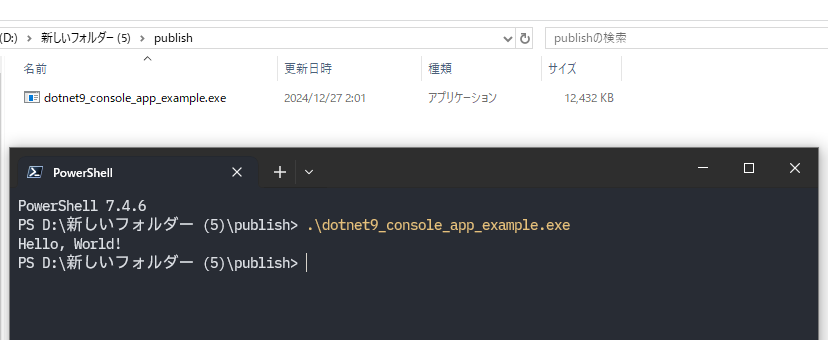 (D:) › 新しいフォルダー (5) › publish
publishの検索
名前 更新日時 種類 サイズ
dotnet9_console_app_example.exe 2024/12/27 2:01 アプリケーション 12,432 KB
PowerShell
PowerShell 7.4.6
PS D:\新しいフォルダー (5)\publish> .\dotnet9_console_app_example.exe
Hello, World!
PS D:\新しいフォルダー (5)\publish>